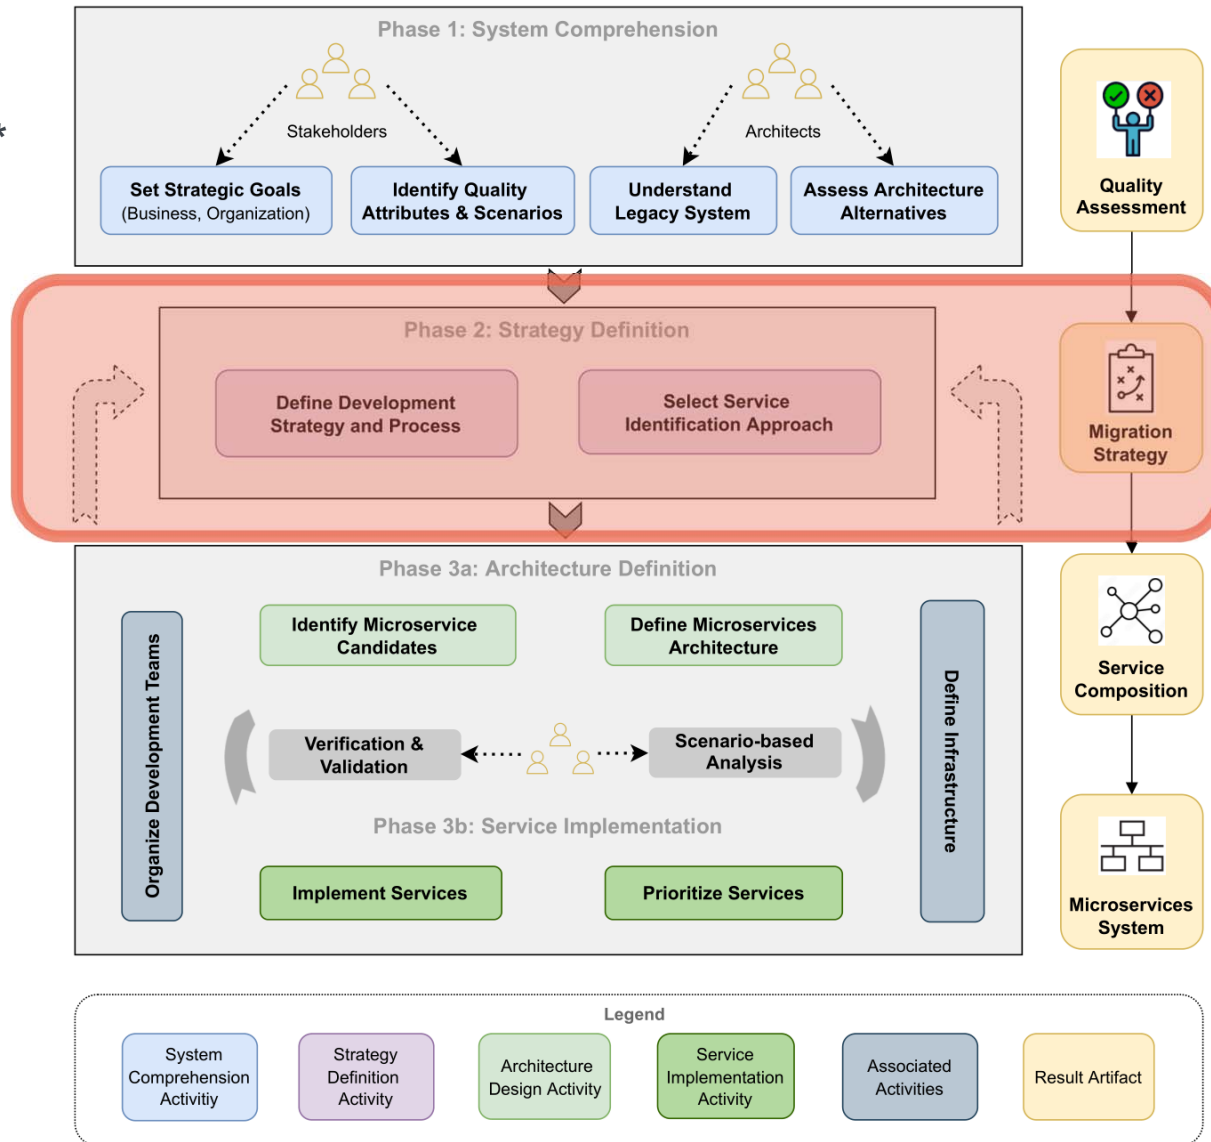 *
Phase 1: System Comprehension
Stakeholders
Architects
Set Strategic Goals
(Business, Organization)
Identify Quality
Attributes & Scenarios
Understand
Legacy System
Assess Architecture
Alternatives
Quality
Assessment
Phase 2: Strategy Definition
Define Development
Strategy and Process
Select Service
Identification Approach
Migration
Strategy
Phase 3a: Architecture Definition
Organize Development Teams
Identify Microservice
Candidates
Define Microservices
Architecture
Define Infrastructure
Verification &
Validation
Scenario-based
Analysis
Service
Composition
Phase 3b: Service Implementation
Implement Services
Prioritize Services
Microservices
System
Legend
System
Comprehension
Activitiy
Strategy
Definition
Activity
Architecture
Design Activity
Service
Implementation
Activity
Associated
Activities
Result Artifact